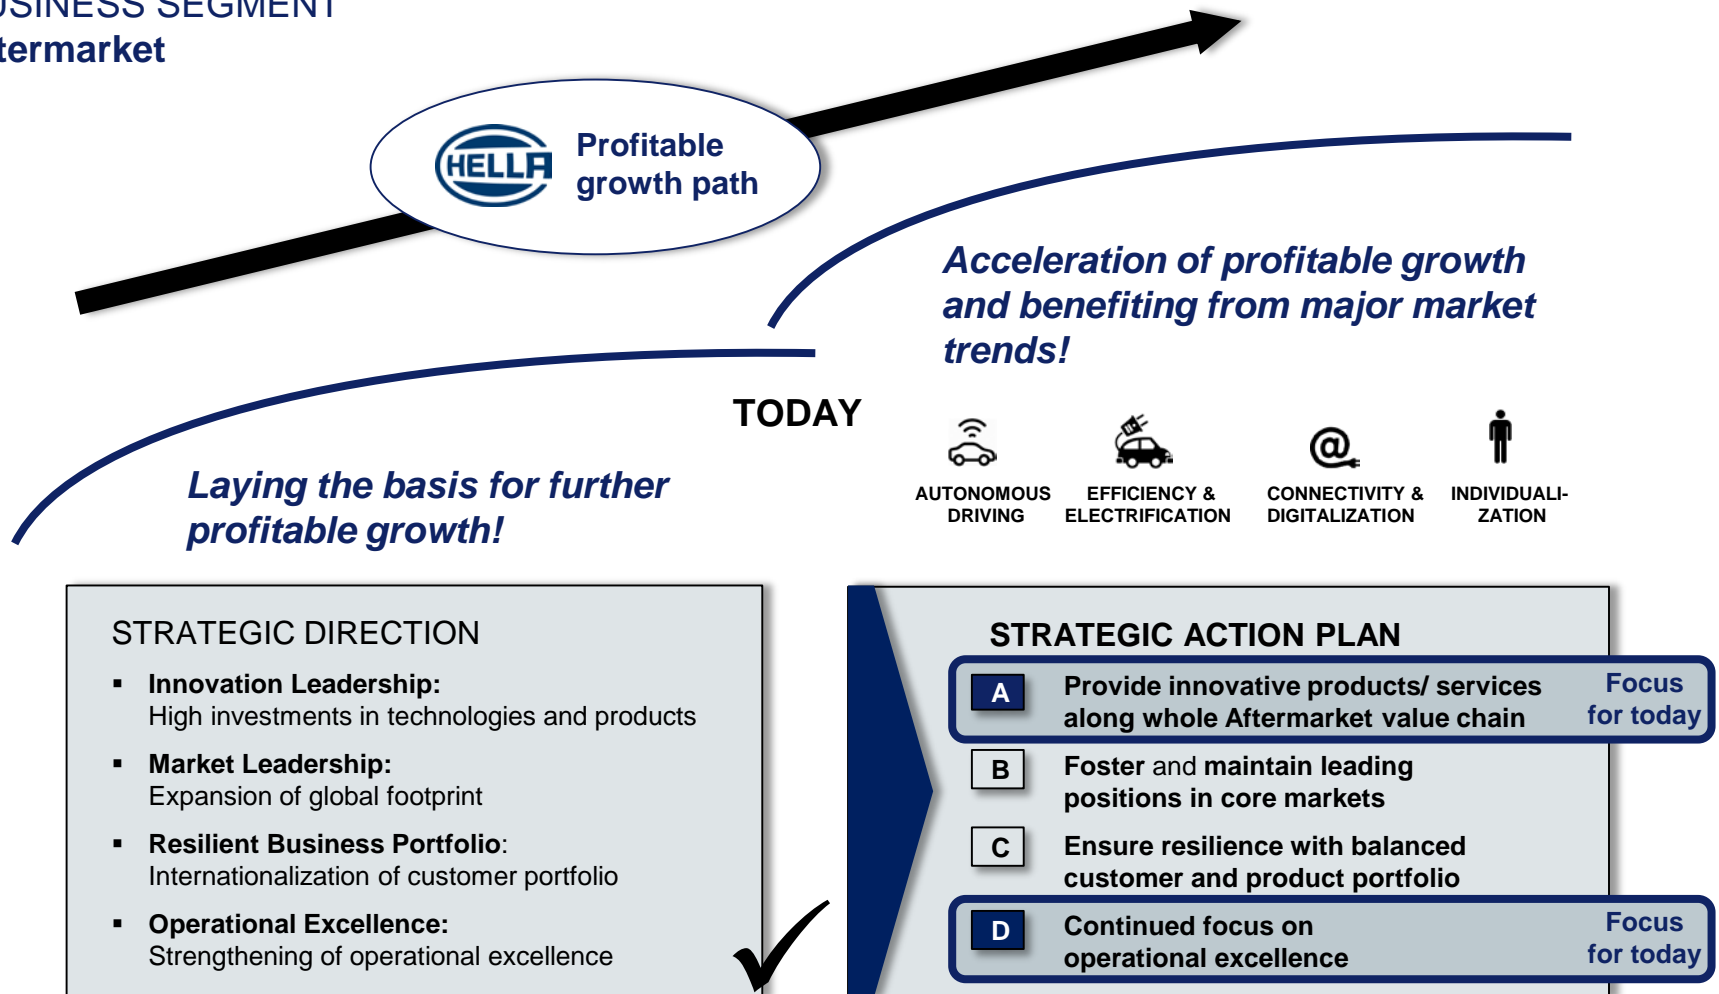 USINESS SEGMENT
termarket
HELLA
Profitable
growth path
Acceleration of profitable growth
and benefiting from major market
trends!
TODAY
Laying the basis for further
profitable growth!
AUTONOMOUS
DRIVING
EFFICIENCY &
ELECTRIFICATION
CONNECTIVITY &
DIGITALIZATION
INDIVIDUALI-
ZATION
STRATEGIC DIRECTION
▪ Innovation Leadership:
High investments in technologies and products
▪ Market Leadership:
Expansion of global footprint
▪ Resilient Business Portfolio:
Internationalization of customer portfolio
▪ Operational Excellence:
Strengthening of operational excellence
STRATEGIC ACTION PLAN
A
Provide innovative products/ services
along whole Aftermarket value chain
Focus
for today
B
Foster and maintain leading
positions in core markets
C
Ensure resilience with balanced
customer and product portfolio
D
Continued focus on
operational excellence
Focus
for today